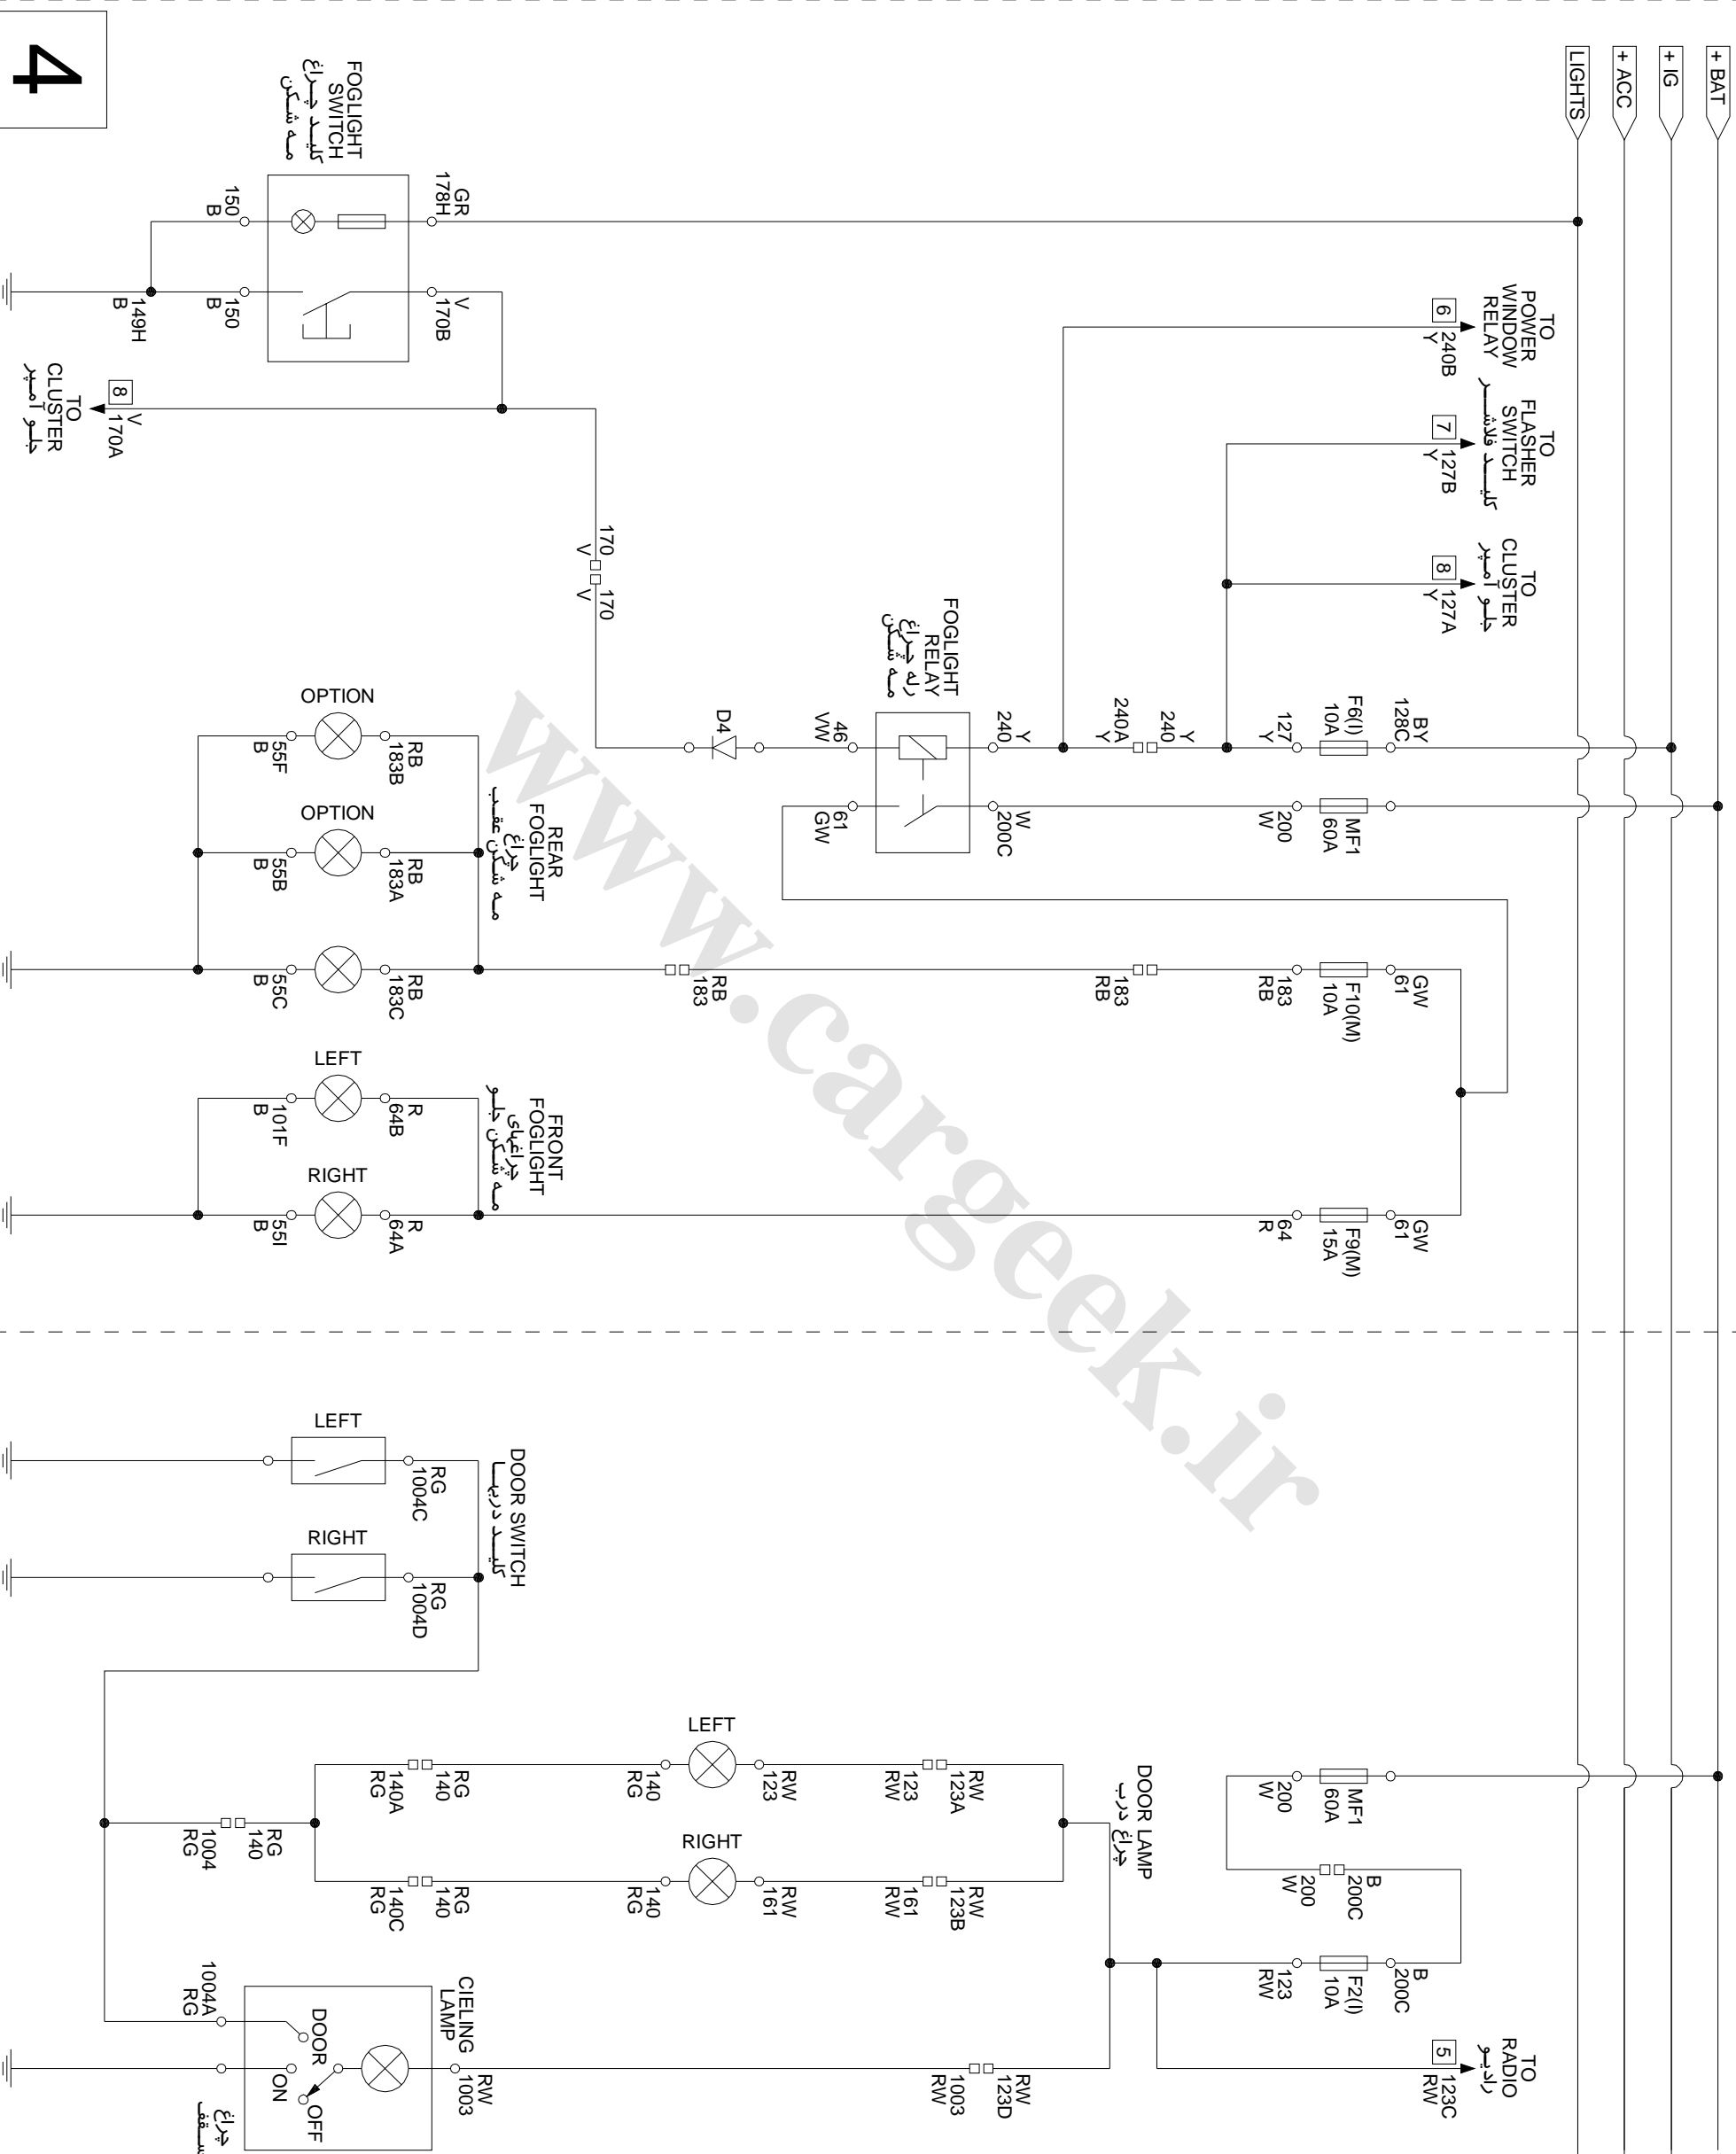 + BAT
+ IG
+ ACC
LIGHTS
4
FOGLIGHT
SWITCH
کلید چراغ
مه شکن
GR
178H
150
B
V
170B
150
B
149H
B
TO
CLUSTER
جلو آمپر
8
V
170A
TO
POWER
WINDOW
RELAY
6
240B
Y
TO
FLASHER
SWITCH
کلید فلاشر
7
127B
Y
TO
CLUSTER
جلو آمپر
8
127A
Y
170
V
170
V
FOGLIGHT
RELAY
رله چراغ
مه شکن
BY
128C
F6(I)
10A
127
Y
240
Y
240A
Y
Y
240
46
VW
D4
MF1
60A
200
W
W
200C
61
GW
GW
61
F10(M)
10A
183
RB
183
RB
RB
183
GW
61
F9(M)
15A
64
R
REAR
FOGLIGHT
چراغ
مه شکن عقب
OPTION
RB
183B
55F
B
OPTION
RB
183A
55B
B
RB
183C
55C
B
FRONT
FOGLIGHT
چراغهای
مه شکن جلو
LEFT
R
64B
101F
B
RIGHT
R
64A
55I
B
www.cargeek.ir
DOOR SWITCH
کلید دربها
LEFT
RG
1004C
RIGHT
RG
1004D
DOOR LAMP
چراغ درب
LEFT
RW
123A
123
RW
RW
123
140
RG
RG
140
140A
RG
RIGHT
RW
123B
161
RW
RW
161
140
RG
RG
140
140C
RG
RG
140
1004
RG
MF1
60A
200
W
B
200C
200
W
B
200C
F2(I)
10A
123
RW
TO
RADIO
رادیو
5
123C
RW
RW
123D
1003
RW
CIELING
LAMP
RW
1003
DOOR
ON
OFF
1004A
RG
چراغ
سقف